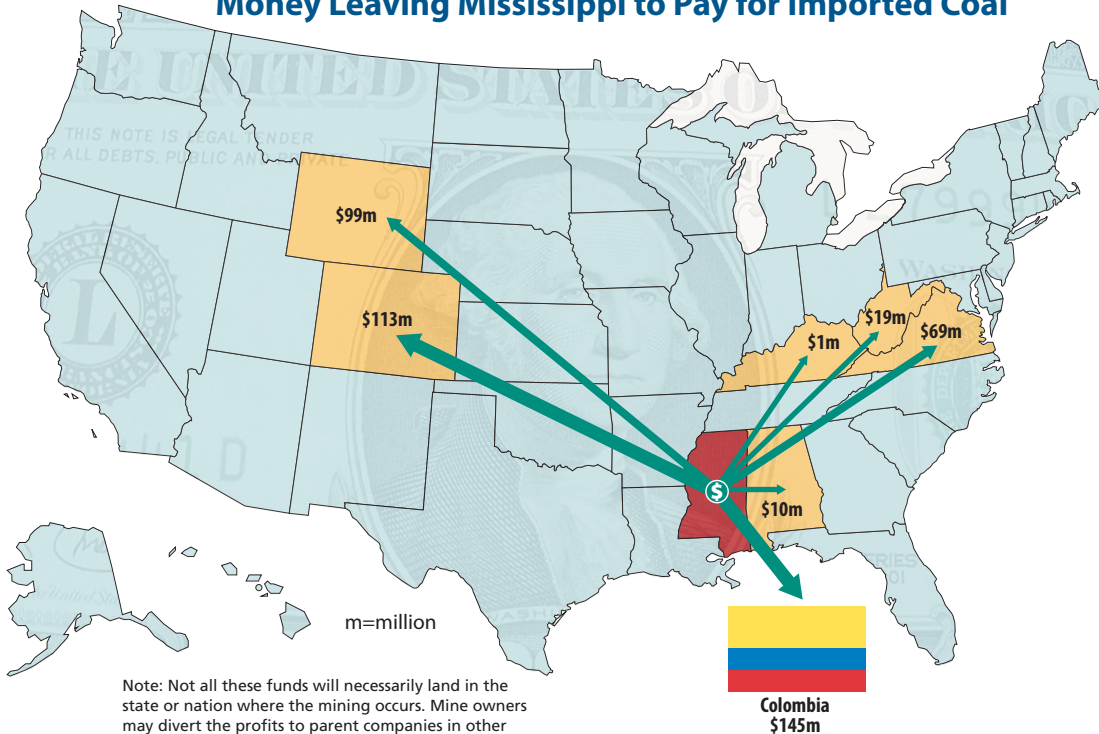 Money Leaving Mississippi to Pay for Imported Coal
E UNITED STATES O
THIS NOTE IS LEGAL TENDER
R ALL DEBTS, PUBLIC AND PRIVATE
$99m
$113m
$1m
$19m
$69m
$10m
$
L
m=million
Note: Not all these funds will necessarily land in the
state or nation where the mining occurs. Mine owners
may divert the profits to parent companies in other
Colombia
$145m